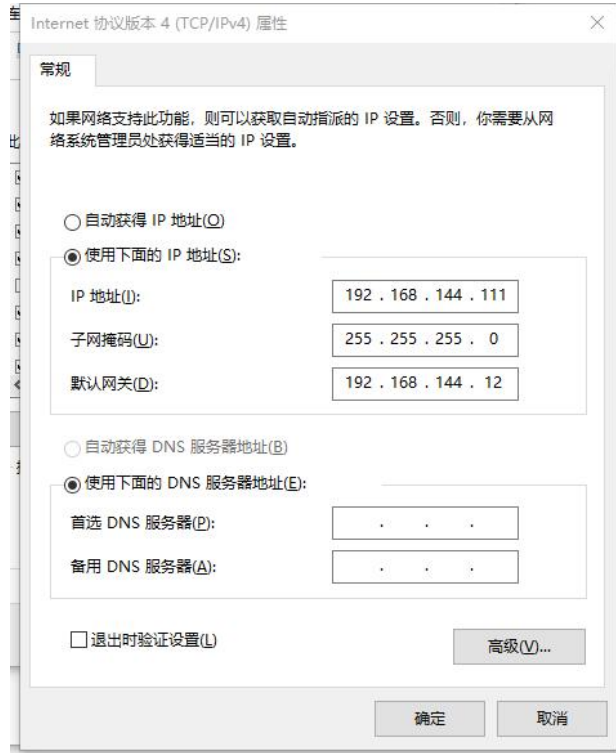 Internet 协议版本 4 (TCP/IPv4) 属性
常规
如果网络支持此功能，则可以获取自动指派的 IP 设置。否则，你需要从网
络系统管理员处获得适当的 IP 设置。
自动获得 IP 地址(O)
使用下面的 IP 地址(S):
IP 地址(I):
192 . 168 . 144 . 111
子网掩码(U):
255 . 255 . 255 . 0
默认网关(D):
192 . 168 . 144 . 12
自动获得 DNS 服务器地址(B)
使用下面的 DNS 服务器地址(E):
首选 DNS 服务器(P):
. . .
备用 DNS 服务器(A):
. . .
退出时验证设置(L)
高级(V)...
确定
取消